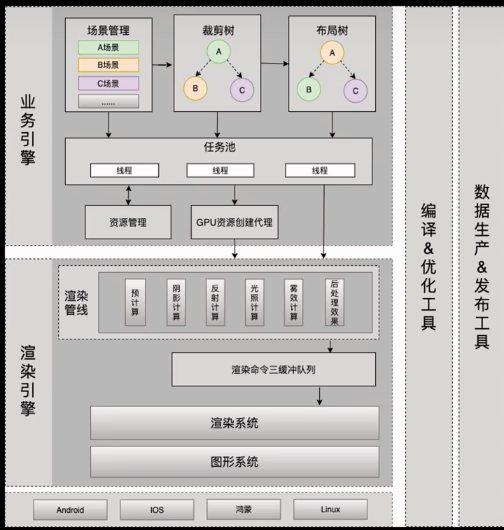 场景管理
A场景
B场景
C场景
......
裁剪树
A
B
C
布局树
A
B
C
业务引擎
任务池
线程
线程
线程
资源管理
GPU资源创建代理
渲染引擎
渲染管线
预计算
阴影计算
反射计算
光照计算
雾效计算
后处理效果
渲染命令三缓冲队列
渲染系统
图形系统
Android
IOS
鸿蒙
Linux
编译&优化工具
数据生产&发布工具